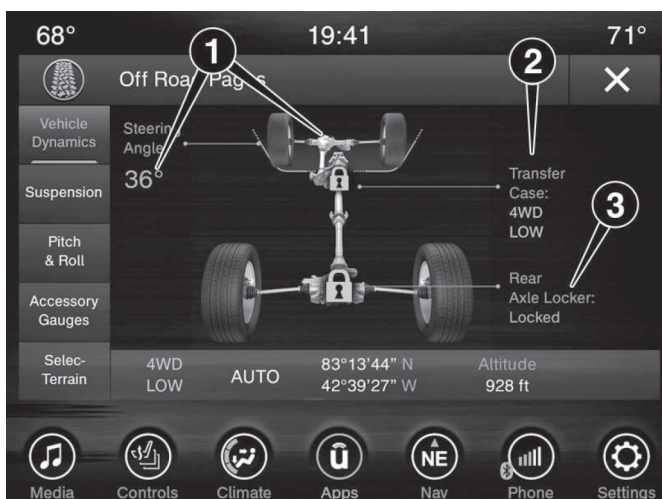 68°
19:41
71°
1
Off Road Pages
2
Vehicle
Dynamics
Steering
Angle
36°
Suspension
Transfer
Case:
4WD
LOW
3
Pitch
& Roll
Accessory
Gauges
Rear
Axle Locker:
Locked
Selec-
Terrain
4WD
LOW
AUTO
83°13'44" N
42°39'27" W
Altitude
928 ft
û
NE
Media
Controls
Climate
Apps
Nav
Phone
Settings